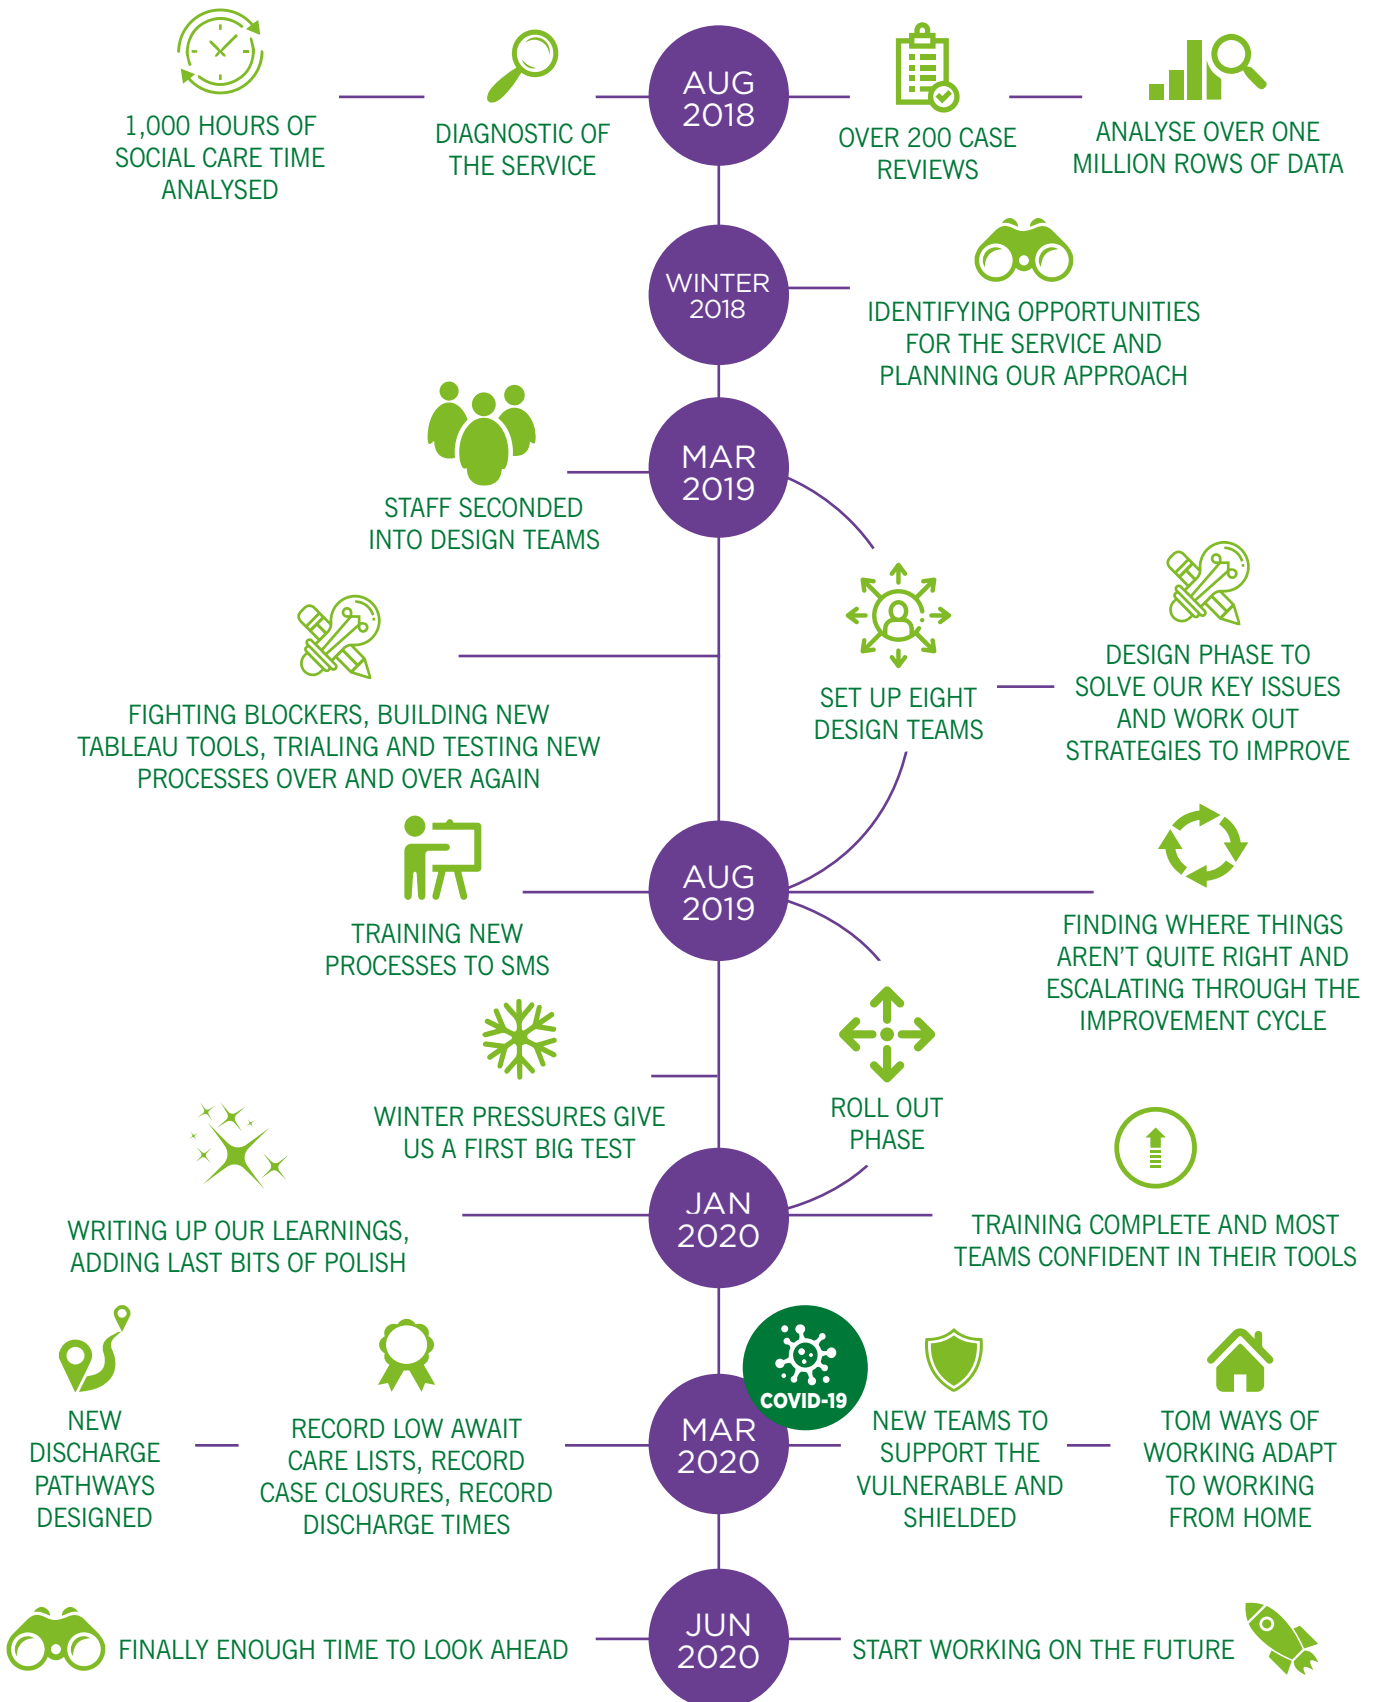 AUG
2018
1,000 HOURS OF
SOCIAL CARE TIME
ANALYSED
DIAGNOSTIC OF
THE SERVICE
OVER 200 CASE
REVIEWS
ANALYSE OVER ONE
MILLION ROWS OF DATA
WINTER
2018
IDENTIFYING OPPORTUNITIES
FOR THE SERVICE AND
PLANNING OUR APPROACH
MAR
2019
STAFF SECONDED
INTO DESIGN TEAMS
SET UP EIGHT
DESIGN TEAMS
DESIGN PHASE TO
SOLVE OUR KEY ISSUES
AND WORK OUT
STRATEGIES TO IMPROVE
FIGHTING BLOCKERS, BUILDING NEW
TABLEAU TOOLS, TRIALING AND TESTING NEW
PROCESSES OVER AND OVER AGAIN
AUG
2019
TRAINING NEW
PROCESSES TO SMS
FINDING WHERE THINGS
AREN'T QUITE RIGHT AND
ESCALATING THROUGH THE
IMPROVEMENT CYCLE
WINTER PRESSURES GIVE
US A FIRST BIG TEST
ROLL OUT
PHASE
JAN
2020
WRITING UP OUR LEARNINGS,
ADDING LAST BITS OF POLISH
TRAINING COMPLETE AND MOST
TEAMS CONFIDENT IN THEIR TOOLS
COVID-19
MAR
2020
NEW
DISCHARGE
PATHWAYS
DESIGNED
RECORD LOW AWAIT
CARE LISTS, RECORD
CASE CLOSURES, RECORD
DISCHARGE TIMES
NEW TEAMS TO
SUPPORT THE
VULNERABLE AND
SHIELDED
TOM WAYS OF
WORKING ADAPT
TO WORKING
FROM HOME
JUN
2020
FINALLY ENOUGH TIME TO LOOK AHEAD
START WORKING ON THE FUTURE